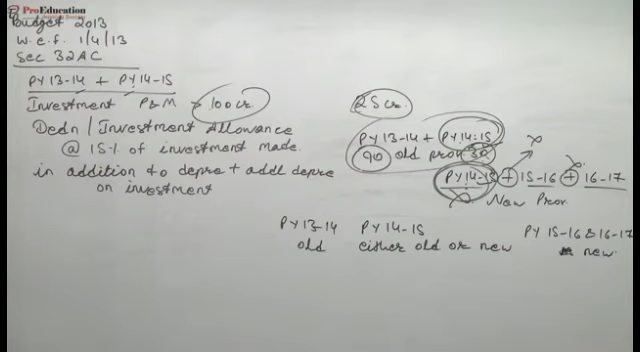 ProEducation
Budget 2013
w.e.f. 1/4/13
Sec 32AC
PY 13-14 + PY 14-15
Investment P&M > 100 cr.
Dedn / Investment Allowance
@ 15% of investment made.
in addition to depre + addl depre
on investment
25 cr.
PY 13-14 + PY 14-15
90 old prov 30
PY 14-15 + 15-16 + 16-17
New Prov
PY 13-14 PY 14-15 PY 15-16 & 16-17
old either old or new new.